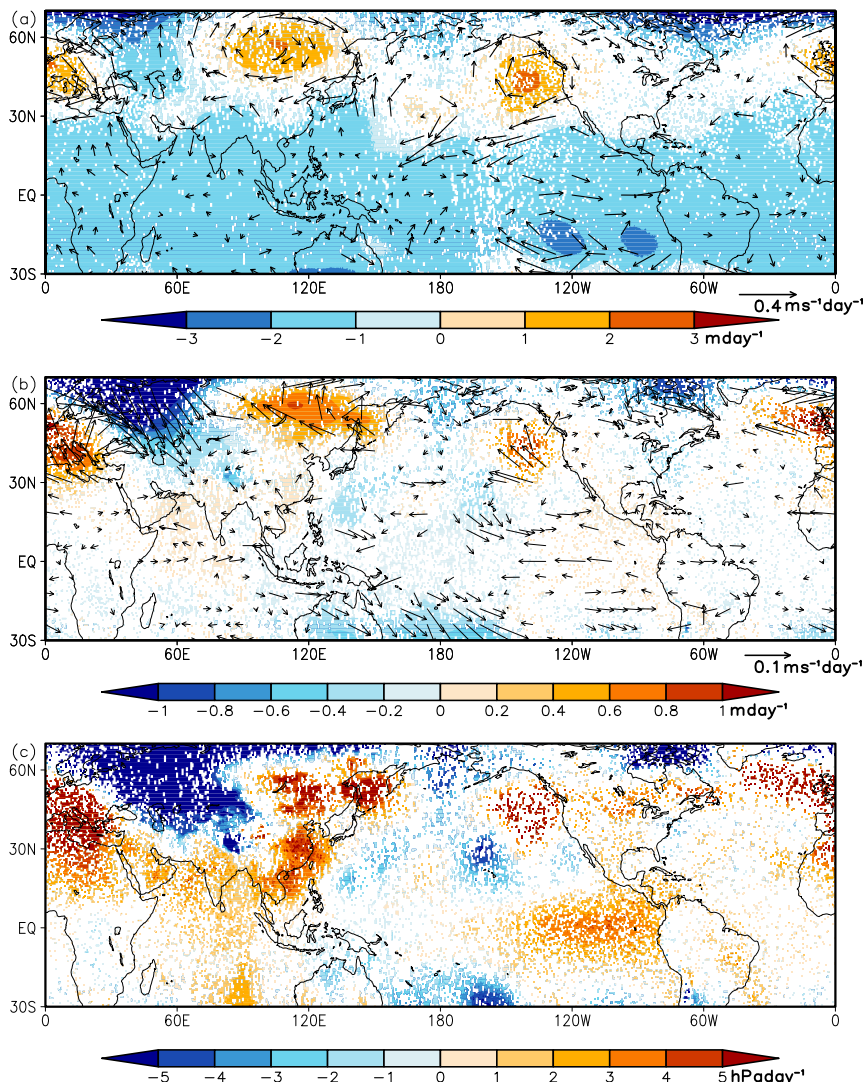 (a)
60N
30N
EQ
30S
0 60E 120E 180 120W 60W 0
0.4ms⁻¹day⁻¹
−3 −2 −1 0 1 2 3 mday⁻¹
(b)
60N
30N
EQ
30S
0 60E 120E 180 120W 60W 0
0.1ms⁻¹day⁻¹
−1 −0.8 −0.6 −0.4 −0.2 0 0.2 0.4 0.6 0.8 1 mday⁻¹
(c)
60N
30N
EQ
30S
0 60E 120E 180 120W 60W 0
−5 −4 −3 −2 −1 0 1 2 3 4 5 hPaday⁻¹